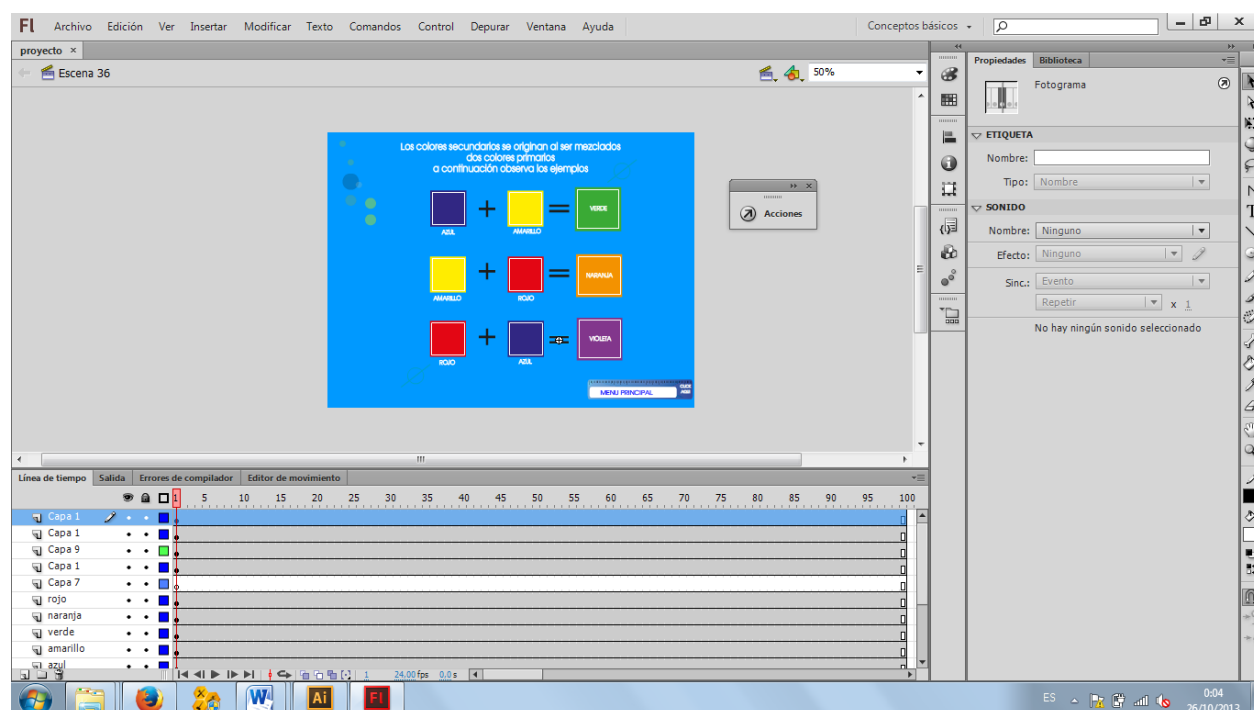 Fl Archivo Edición Ver Insertar Modificar Texto Comandos Control Depurar Ventana Ayuda Conceptos básicos
proyecto ×
Escena 36 50%
Los colores secundarios se originan al ser mezclados
dos colores primarios
a continuación observa los ejemplos
+ = VERDE
AZUL AMARILLO
+ = NARANJA
AMARILLO ROJO
+ = VIOLETA
ROJO AZUL
MENU PRINCIPAL
Acciones
Propiedades Biblioteca
Fotograma
ETIQUETA
Nombre:
Tipo: Nombre
SONIDO
Nombre: Ninguno
Efecto: Ninguno
Sinc.: Evento
Repetir x 1
No hay ningún sonido seleccionado
Línea de tiempo Salida Errores de compilador Editor de movimiento
1 5 10 15 20 25 30 35 40 45 50 55 60 65 70 75 80 85 90 95 100
Capa 1
Capa 1
Capa 9
Capa 1
Capa 7
rojo
naranja
verde
amarillo
azul
1 24.00 fps 0.0 s
W Ai Fl ES 0:04
26/10/2013